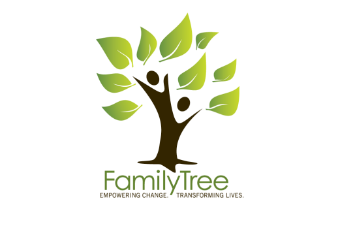 FamilyTree
EMPOWERING CHANGE. TRANSFORMING LIVES.